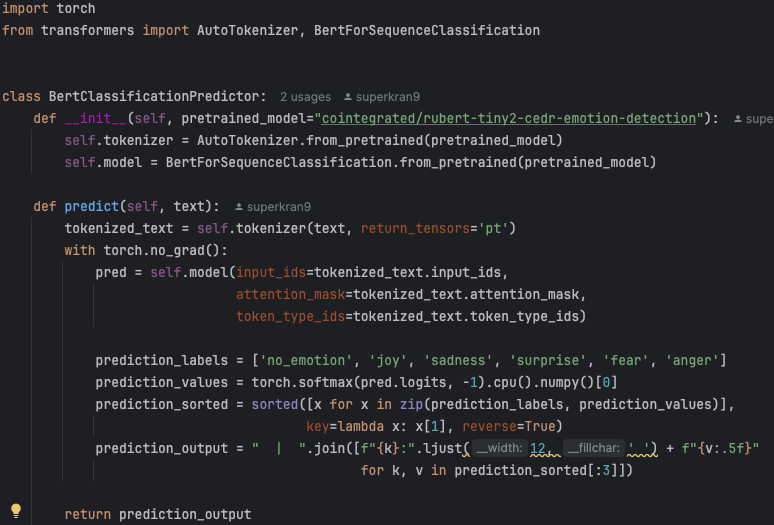 import torch
from transformers import AutoTokenizer, BertForSequenceClassification
class BertClassificationPredictor: 2 usages superkran9
def __init__(self, pretrained_model="cointegrated/rubert-tiny2-cedr-emotion-detection"): supe
self.tokenizer = AutoTokenizer.from_pretrained(pretrained_model)
self.model = BertForSequenceClassification.from_pretrained(pretrained_model)
def predict(self, text): superkran9
tokenized_text = self.tokenizer(text, return_tensors='pt')
with torch.no_grad():
pred = self.model(input_ids=tokenized_text.input_ids,
attention_mask=tokenized_text.attention_mask,
token_type_ids=tokenized_text.token_type_ids)
prediction_labels = ['no_emotion', 'joy', 'sadness', 'surprise', 'fear', 'anger']
prediction_values = torch.softmax(pred.logits, -1).cpu().numpy()[0]
prediction_sorted = sorted([x for x in zip(prediction_labels, prediction_values)],
key=lambda x: x[1], reverse=True)
prediction_output = "  |  ".join([f"{k}:".ljust( __width: 12, __fillchar: ' ') + f"{v:.5f}"
for k, v in prediction_sorted[:3]])
return prediction_output